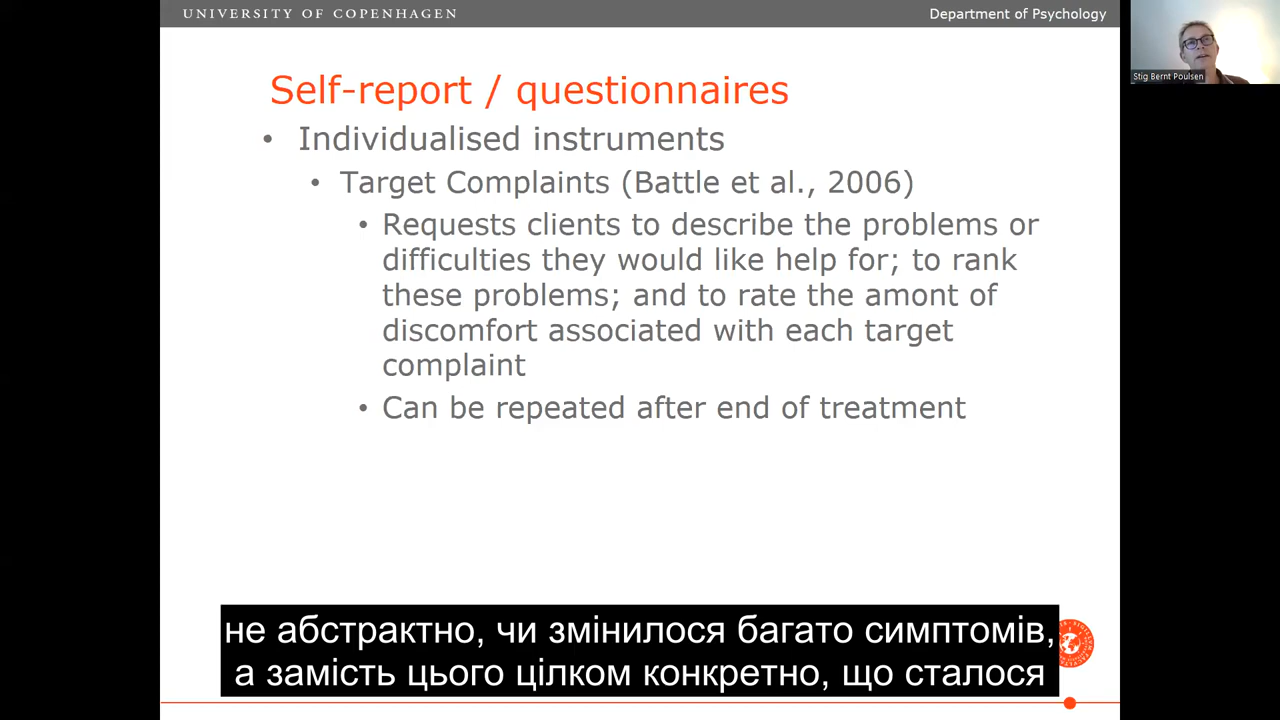 UNIVERSITY OF COPENHAGEN
Department of Psychology
Stig Bernt Poulsen
Self-report / questionnaires
• Individualised instruments
• Target Complaints (Battle et al., 2006)
• Requests clients to describe the problems or
difficulties they would like help for; to rank
these problems; and to rate the amont of
discomfort associated with each target
complaint
• Can be repeated after end of treatment
не абстрактно, чи змінилося багато симптомів,
а замість цього цілком конкретно, що сталося